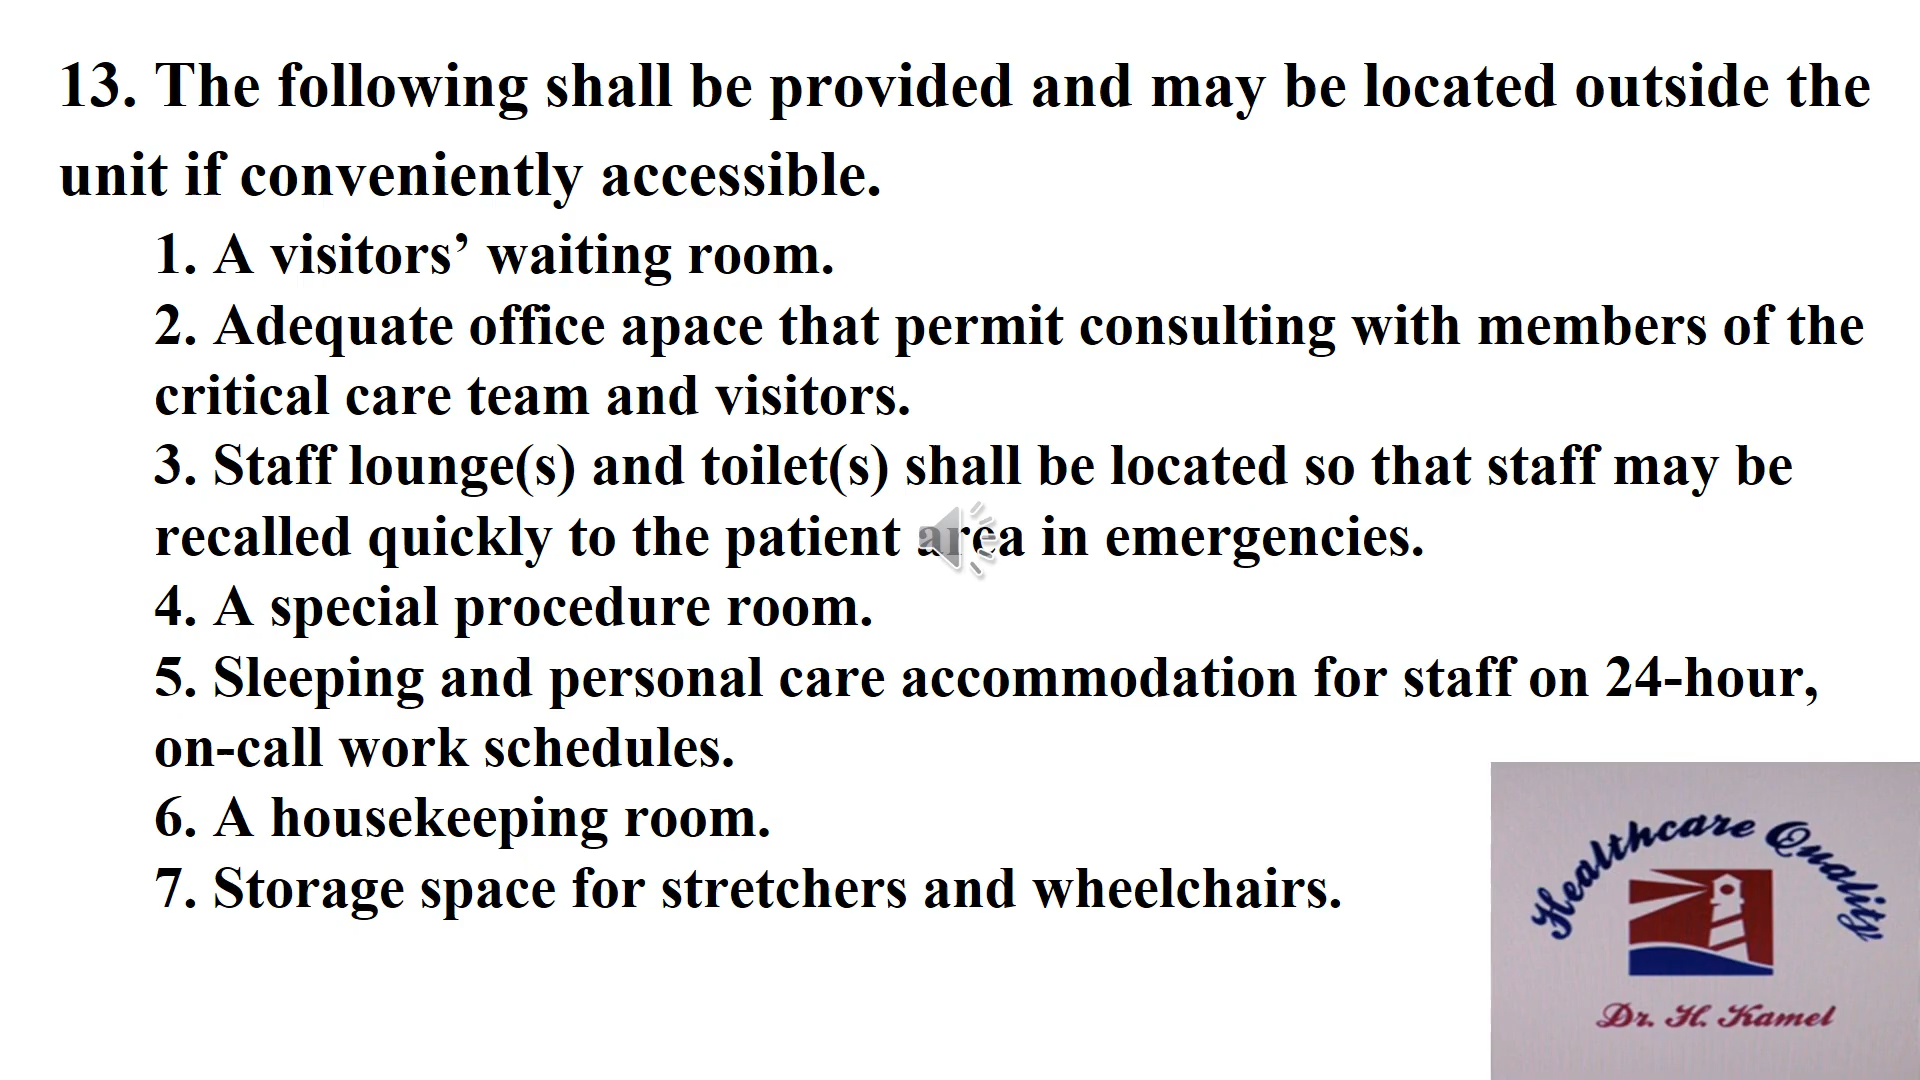 13. The following shall be provided and may be located outside the
unit if conveniently accessible.
1. A visitors’ waiting room.
2. Adequate office apace that permit consulting with members of the
critical care team and visitors.
3. Staff lounge(s) and toilet(s) shall be located so that staff may be
recalled quickly to the patient area in emergencies.
4. A special procedure room.
5. Sleeping and personal care accommodation for staff on 24-hour,
on-call work schedules.
6. A housekeeping room.
7. Storage space for stretchers and wheelchairs.
Healthcare Quality
Dr. H. Kamel